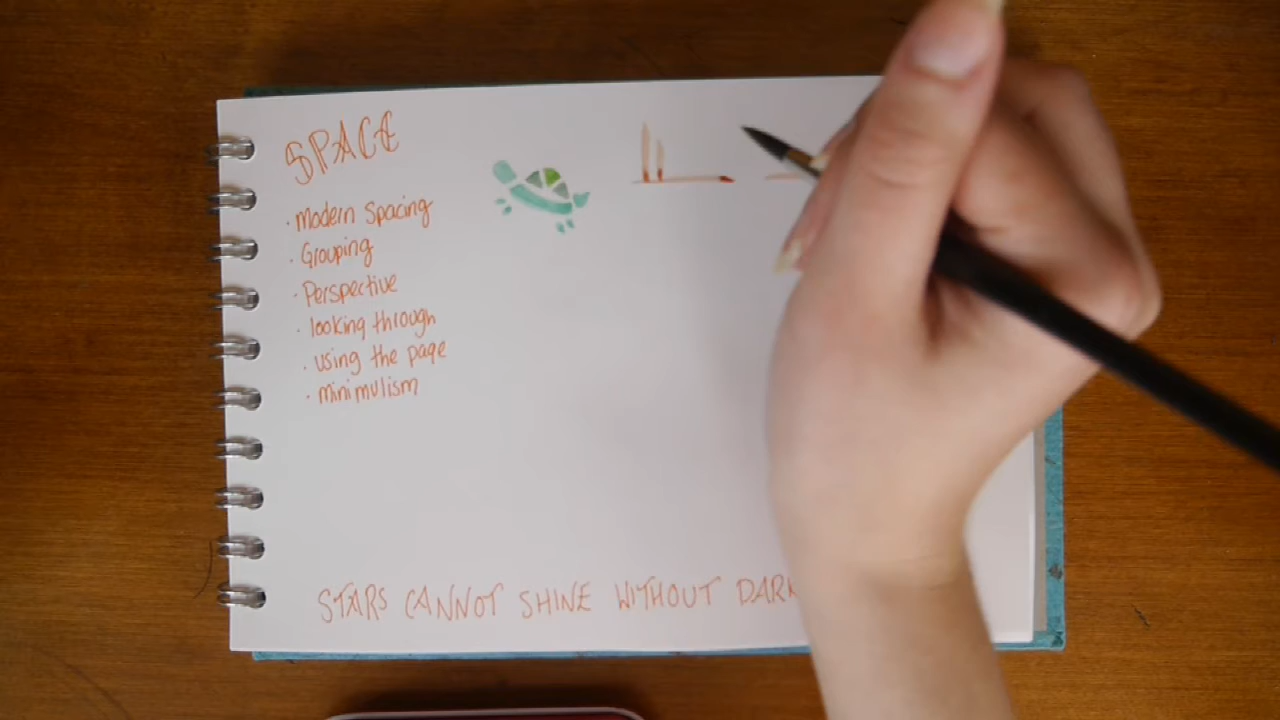 SPACE
· Modern Spacing
· Grouping
· Perspective
· looking through
· using the page
· minimulism
STARS CANNOT SHINE WITHOUT DARK